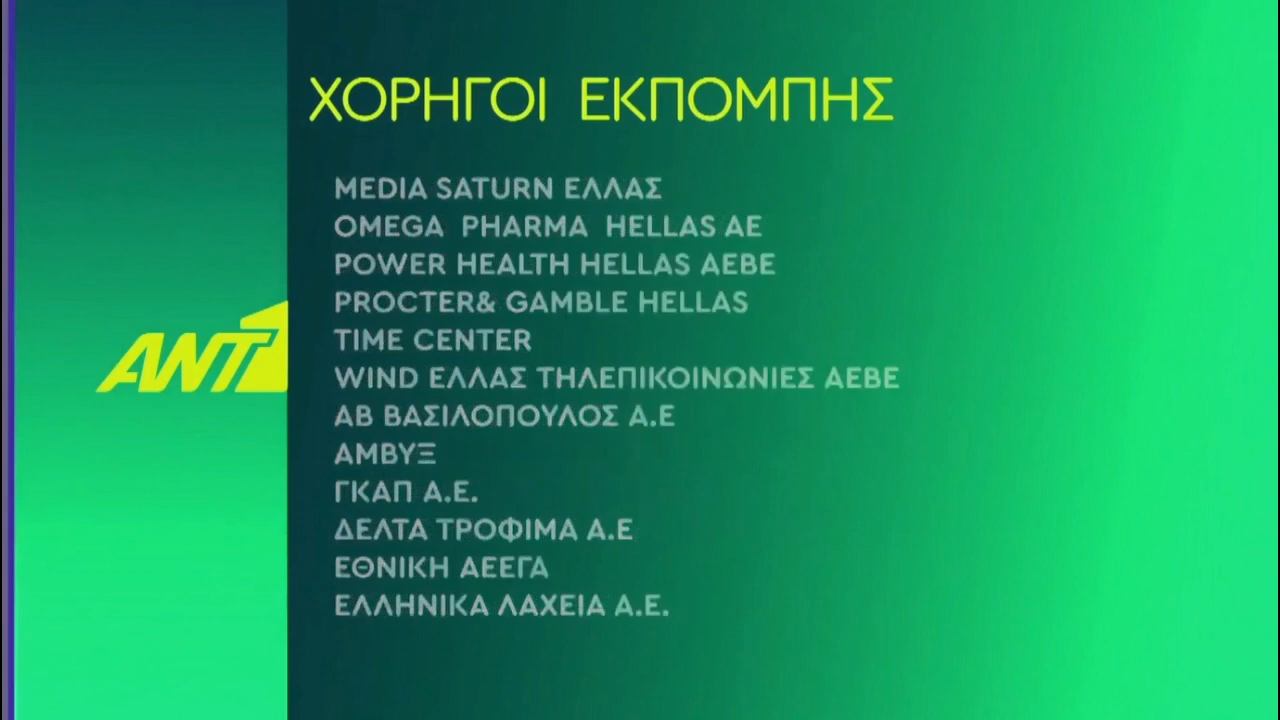 ΧΟΡΗΓΟΙ ΕΚΠΟΜΠΗΣ
MEDIA SATURN ΕΛΛΑΣ
OMEGA PHARMA HELLAS AE
POWER HEALTH HELLAS AEBE
PROCTER& GAMBLE HELLAS
TIME CENTER
WIND ΕΛΛΑΣ ΤΗΛΕΠΙΚΟΙΝΩΝΙΕΣ ΑΕΒΕ
ΑΒ ΒΑΣΙΛΟΠΟΥΛΟΣ Α.Ε
ΑΜΒΥΞ
ΓΚΑΠ Α.Ε.
ΔΕΛΤΑ ΤΡΟΦΙΜΑ Α.Ε
ΕΘΝΙΚΗ ΑΕΕΓΑ
ΕΛΛΗΝΙΚΑ ΛΑΧΕΙΑ Α.Ε.
ANT1